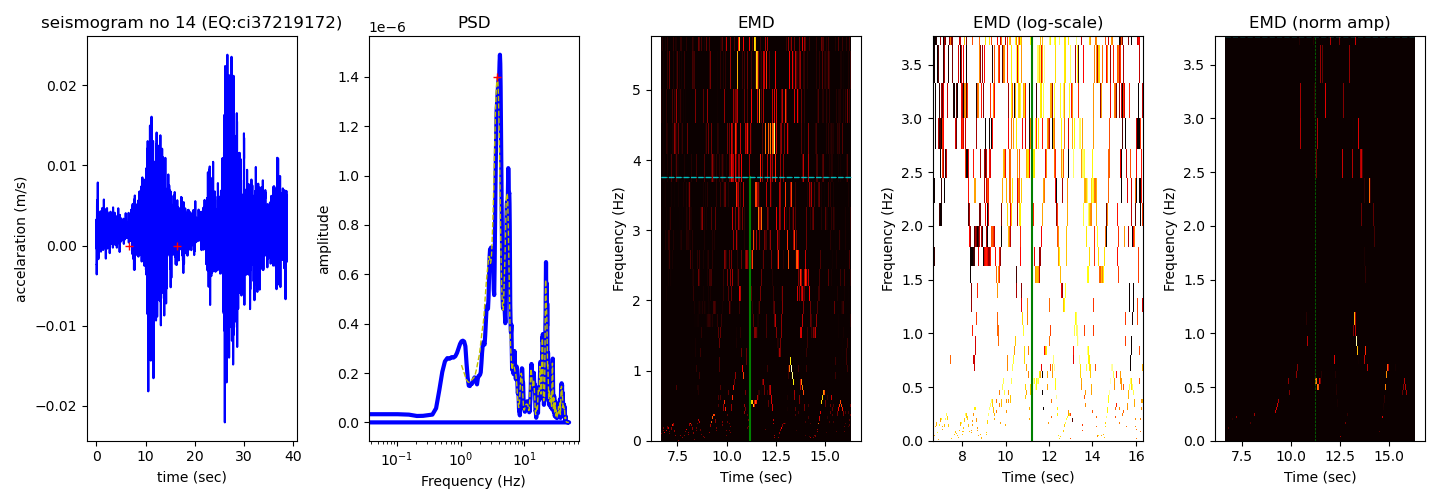 seismogram no 14 (EQ:ci37219172)
PSD
EMD
EMD (log-scale)
EMD (norm amp)
1e−6
accelaration (m/s)
0.02
0.01
0.00
−0.01
−0.02
0 10 20 30 40
time (sec)
amplitude
1.4
1.2
1.0
0.8
0.6
0.4
0.2
0.0
10⁻¹ 10⁰ 10¹
Frequency (Hz)
Frequency (Hz)
5
4
3
2
1
0
7.5 10.0 12.5 15.0
Time (sec)
Frequency (Hz)
3.5
3.0
2.5
2.0
1.5
1.0
0.5
0.0
8 10 12 14 16
Time (sec)
Frequency (Hz)
3.5
3.0
2.5
2.0
1.5
1.0
0.5
0.0
7.5 10.0 12.5 15.0
Time (sec)